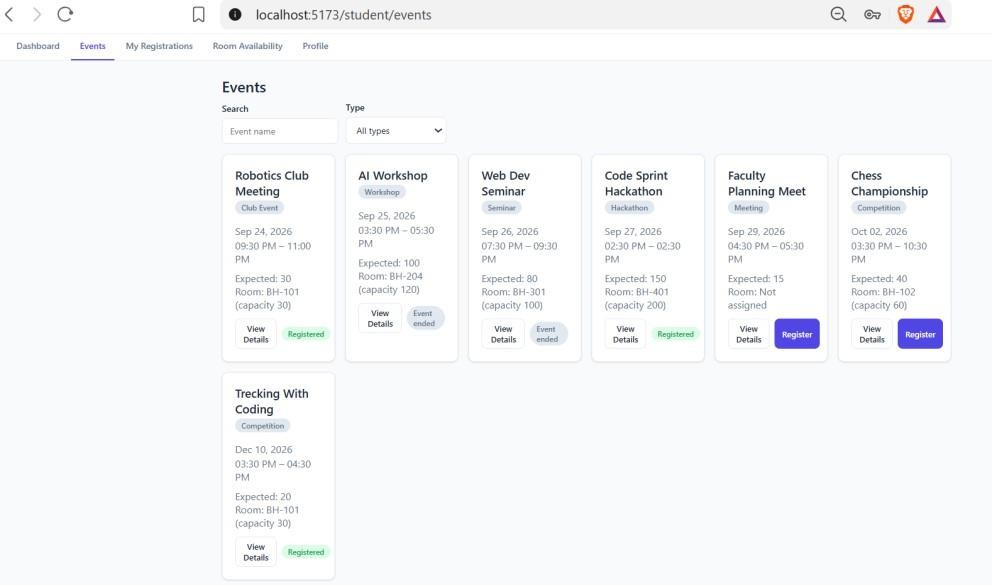 localhost:5173/student/events
Dashboard Events My Registrations Room Availability Profile
Events
Search
Event name
Type
All types
Robotics Club
Meeting
Club Event
Sep 24, 2026
09:30 PM – 11:00
PM
Expected: 30
Room: BH-101
(capacity 30)
View
Details
Registered
AI Workshop
Workshop
Sep 25, 2026
03:30 PM – 05:30
PM
Expected: 100
Room: BH-204
(capacity 120)
View
Details
Event
ended
Web Dev
Seminar
Seminar
Sep 26, 2026
07:30 PM – 09:30
PM
Expected: 80
Room: BH-301
(capacity 100)
View
Details
Event
ended
Code Sprint
Hackathon
Hackathon
Sep 27, 2026
02:30 PM – 02:30
PM
Expected: 150
Room: BH-401
(capacity 200)
View
Details
Registered
Faculty
Planning Meet
Meeting
Sep 29, 2026
04:30 PM – 05:30
PM
Expected: 15
Room: Not
assigned
View
Details
Register
Chess
Championship
Competition
Oct 02, 2026
03:30 PM – 10:30
PM
Expected: 40
Room: BH-102
(capacity 60)
View
Details
Register
Trecking With
Coding
Competition
Dec 10, 2026
03:30 PM – 04:30
PM
Expected: 20
Room: BH-101
(capacity 30)
View
Details
Registered